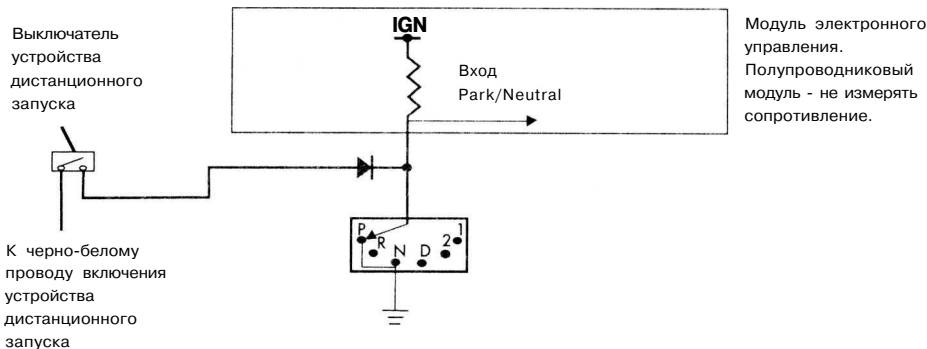 Выключатель
устройства
дистанционного
запуска
IGN
Вход
Park/Neutral
Модуль электронного
управления.
Полупроводниковый
модуль - не измерять
сопротивление.
P
R
N
D
2
1
К черно-белому
проводу включения
устройства
дистанционного
запуска